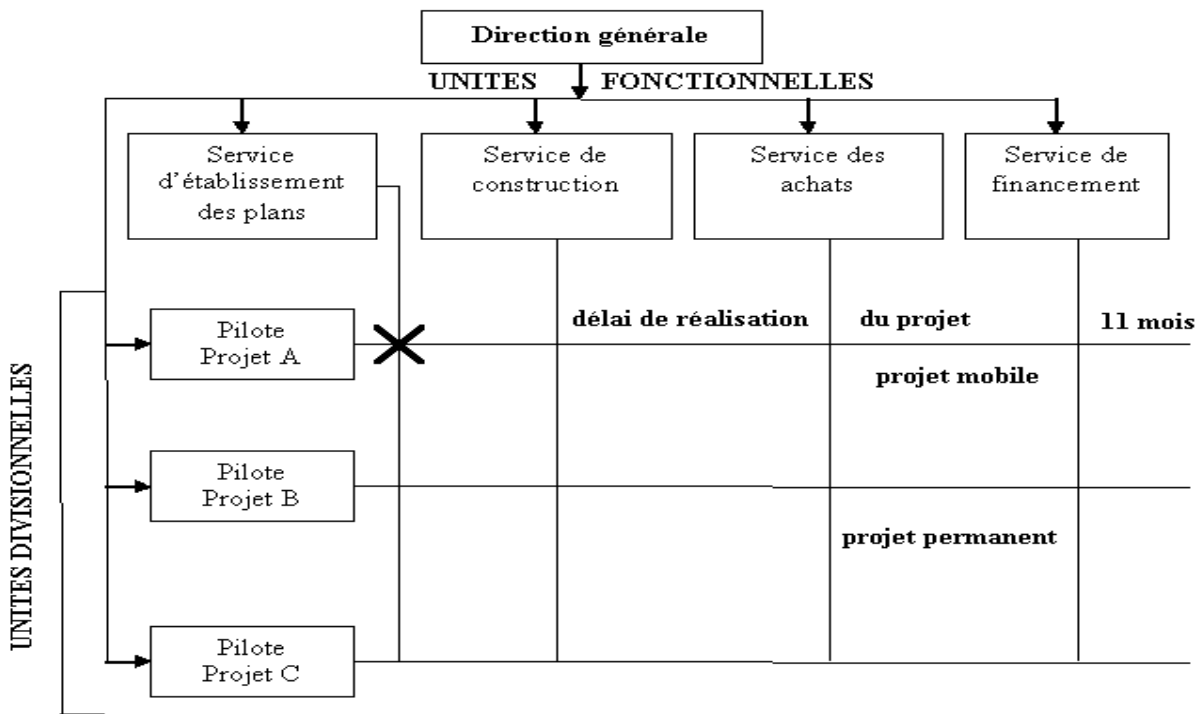 Direction générale
UNITES FONCTIONNELLES
Service
d'établissement
des plans
Service de
construction
Service des
achats
Service de
financement
UNITES DIVISIONNELLES
Pilote
Projet A
délai de réalisation du projet 11 mois
projet mobile
Pilote
Projet B
projet permanent
Pilote
Projet C